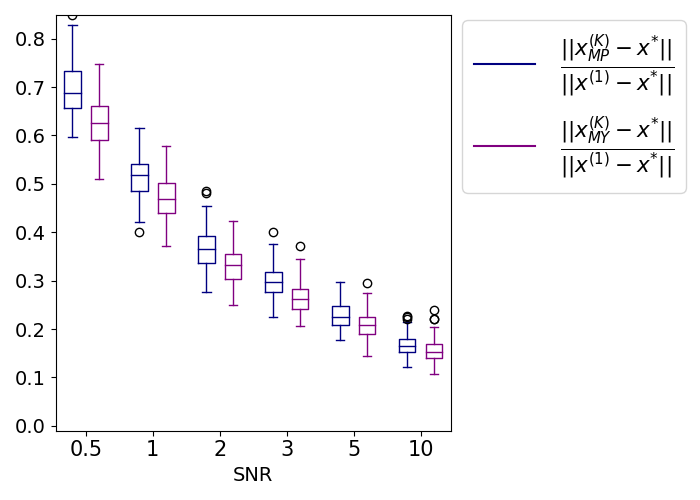 0.8
0.7
0.6
0.5
0.4
0.3
0.2
0.1
0.0
0.5 1 2 3 5 10
SNR
||x_{MP}^{(K)} − x^*||
||x^{(1)} − x^*||
||x_{MY}^{(K)} − x^*||
||x^{(1)} − x^*||